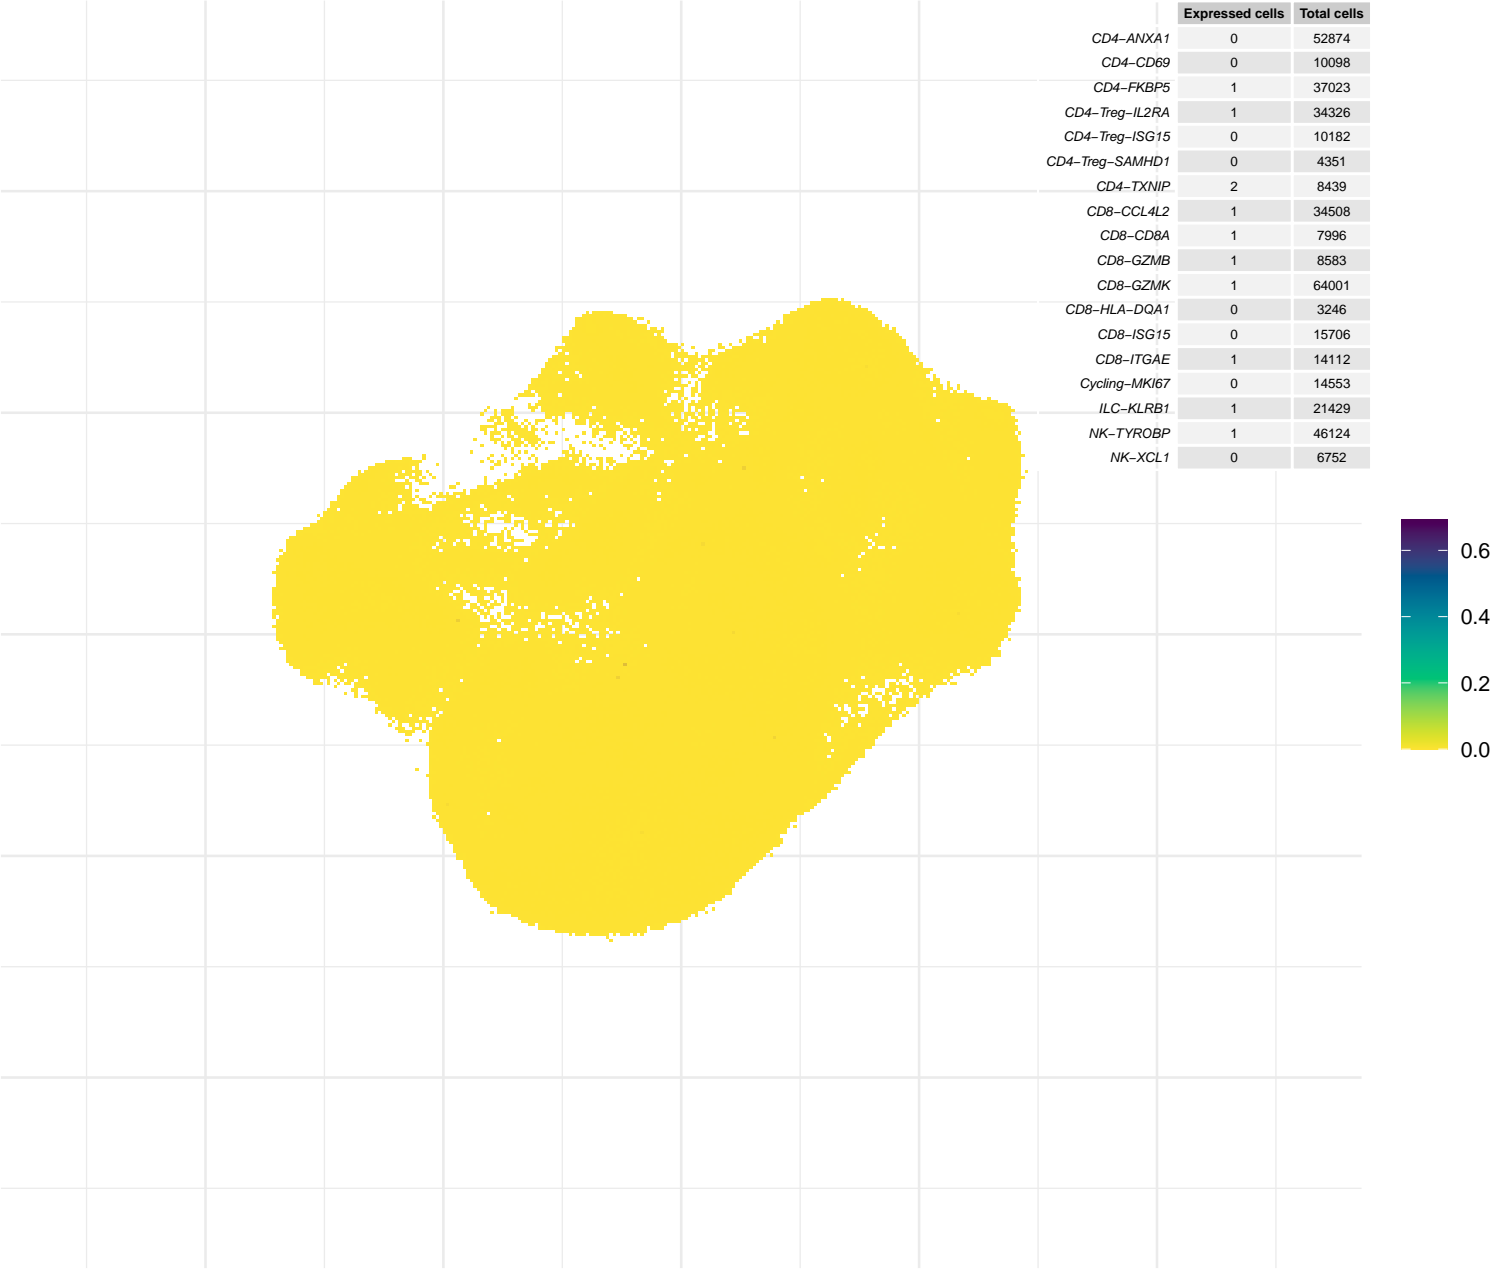 Expressed cells Total cells
CD4−ANXA1 0 52874
CD4−CD69 0 10098
CD4−FKBP5 1 37023
CD4−Treg−IL2RA 1 34326
CD4−Treg−ISG15 0 10182
CD4−Treg−SAMHD1 0 4351
CD4−TXNIP 2 8439
CD8−CCL4L2 1 34508
CD8−CD8A 1 7996
CD8−GZMB 1 8583
CD8−GZMK 1 64001
CD8−HLA−DQA1 0 3246
CD8−ISG15 0 15706
CD8−ITGAE 1 14112
Cycling−MKI67 0 14553
ILC−KLRB1 1 21429
NK−TYROBP 1 46124
NK−XCL1 0 6752
0.6
0.4
0.2
0.0